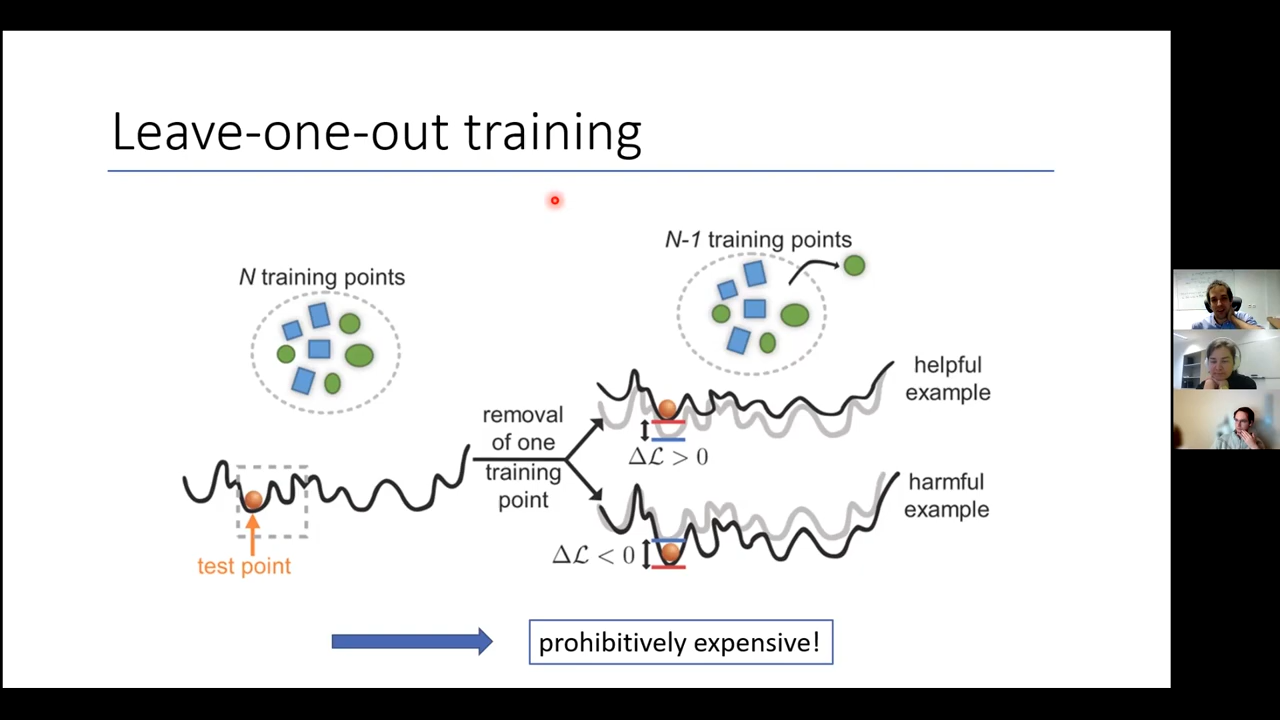 Leave-one-out training
N training points
test point
removal
of one
training
point
N-1 training points
helpful
example
Δℒ > 0
harmful
example
Δℒ < 0
prohibitively expensive!